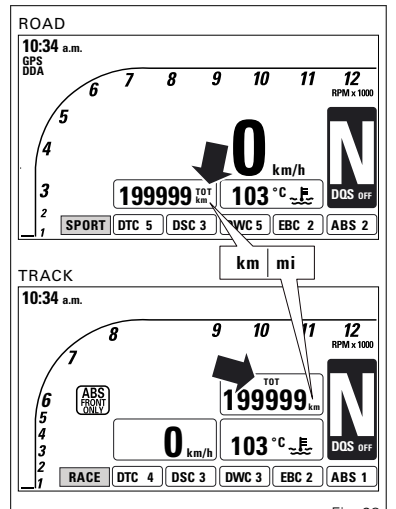 ROAD
10:34 a.m.
GPS
DDA
1 2 3 4 5 6 7 8 9 10 11 12
RPM x 1000
0 km/h
N
199999 TOT km
103 °C
DQS OFF
SPORT DTC 5 DSC 3 DWC 5 EBC 2 ABS 2
km mi
TRACK
10:34 a.m.
1 2 3 4 5 6 7 8 9 10 11 12
RPM x 1000
ABS
FRONT
ONLY
TOT
199999 km
N
0 km/h
103 °C
DQS OFF
RACE DTC 4 DSC 3 DWC 3 EBC 2 ABS 1